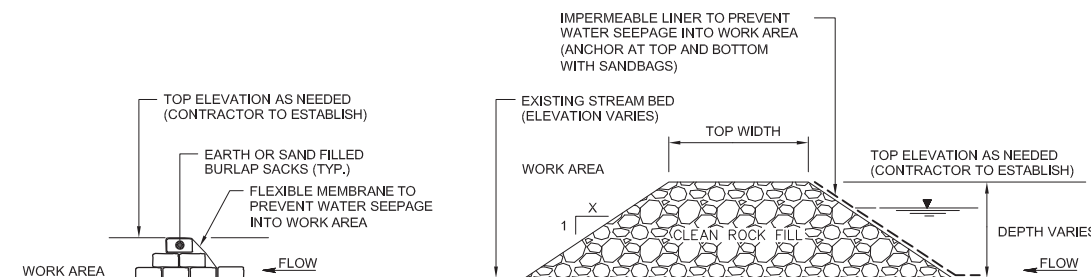 IMPERMEABLE LINER TO PREVENT
WATER SEEPAGE INTO WORK AREA
(ANCHOR AT TOP AND BOTTOM
WITH SANDBAGS)
TOP ELEVATION AS NEEDED
(CONTRACTOR TO ESTABLISH)
EXISTING STREAM BED
(ELEVATION VARIES)
TOP WIDTH
EARTH OR SAND FILLED
BURLAP SACKS (TYP.)
WORK AREA
TOP ELEVATION AS NEEDED
(CONTRACTOR TO ESTABLISH)
FLEXIBLE MEMBRANE TO
PREVENT WATER SEEPAGE
INTO WORK AREA
X
1
CLEAN ROCK FILL
DEPTH VARIES
WORK AREA
FLOW
FLOW